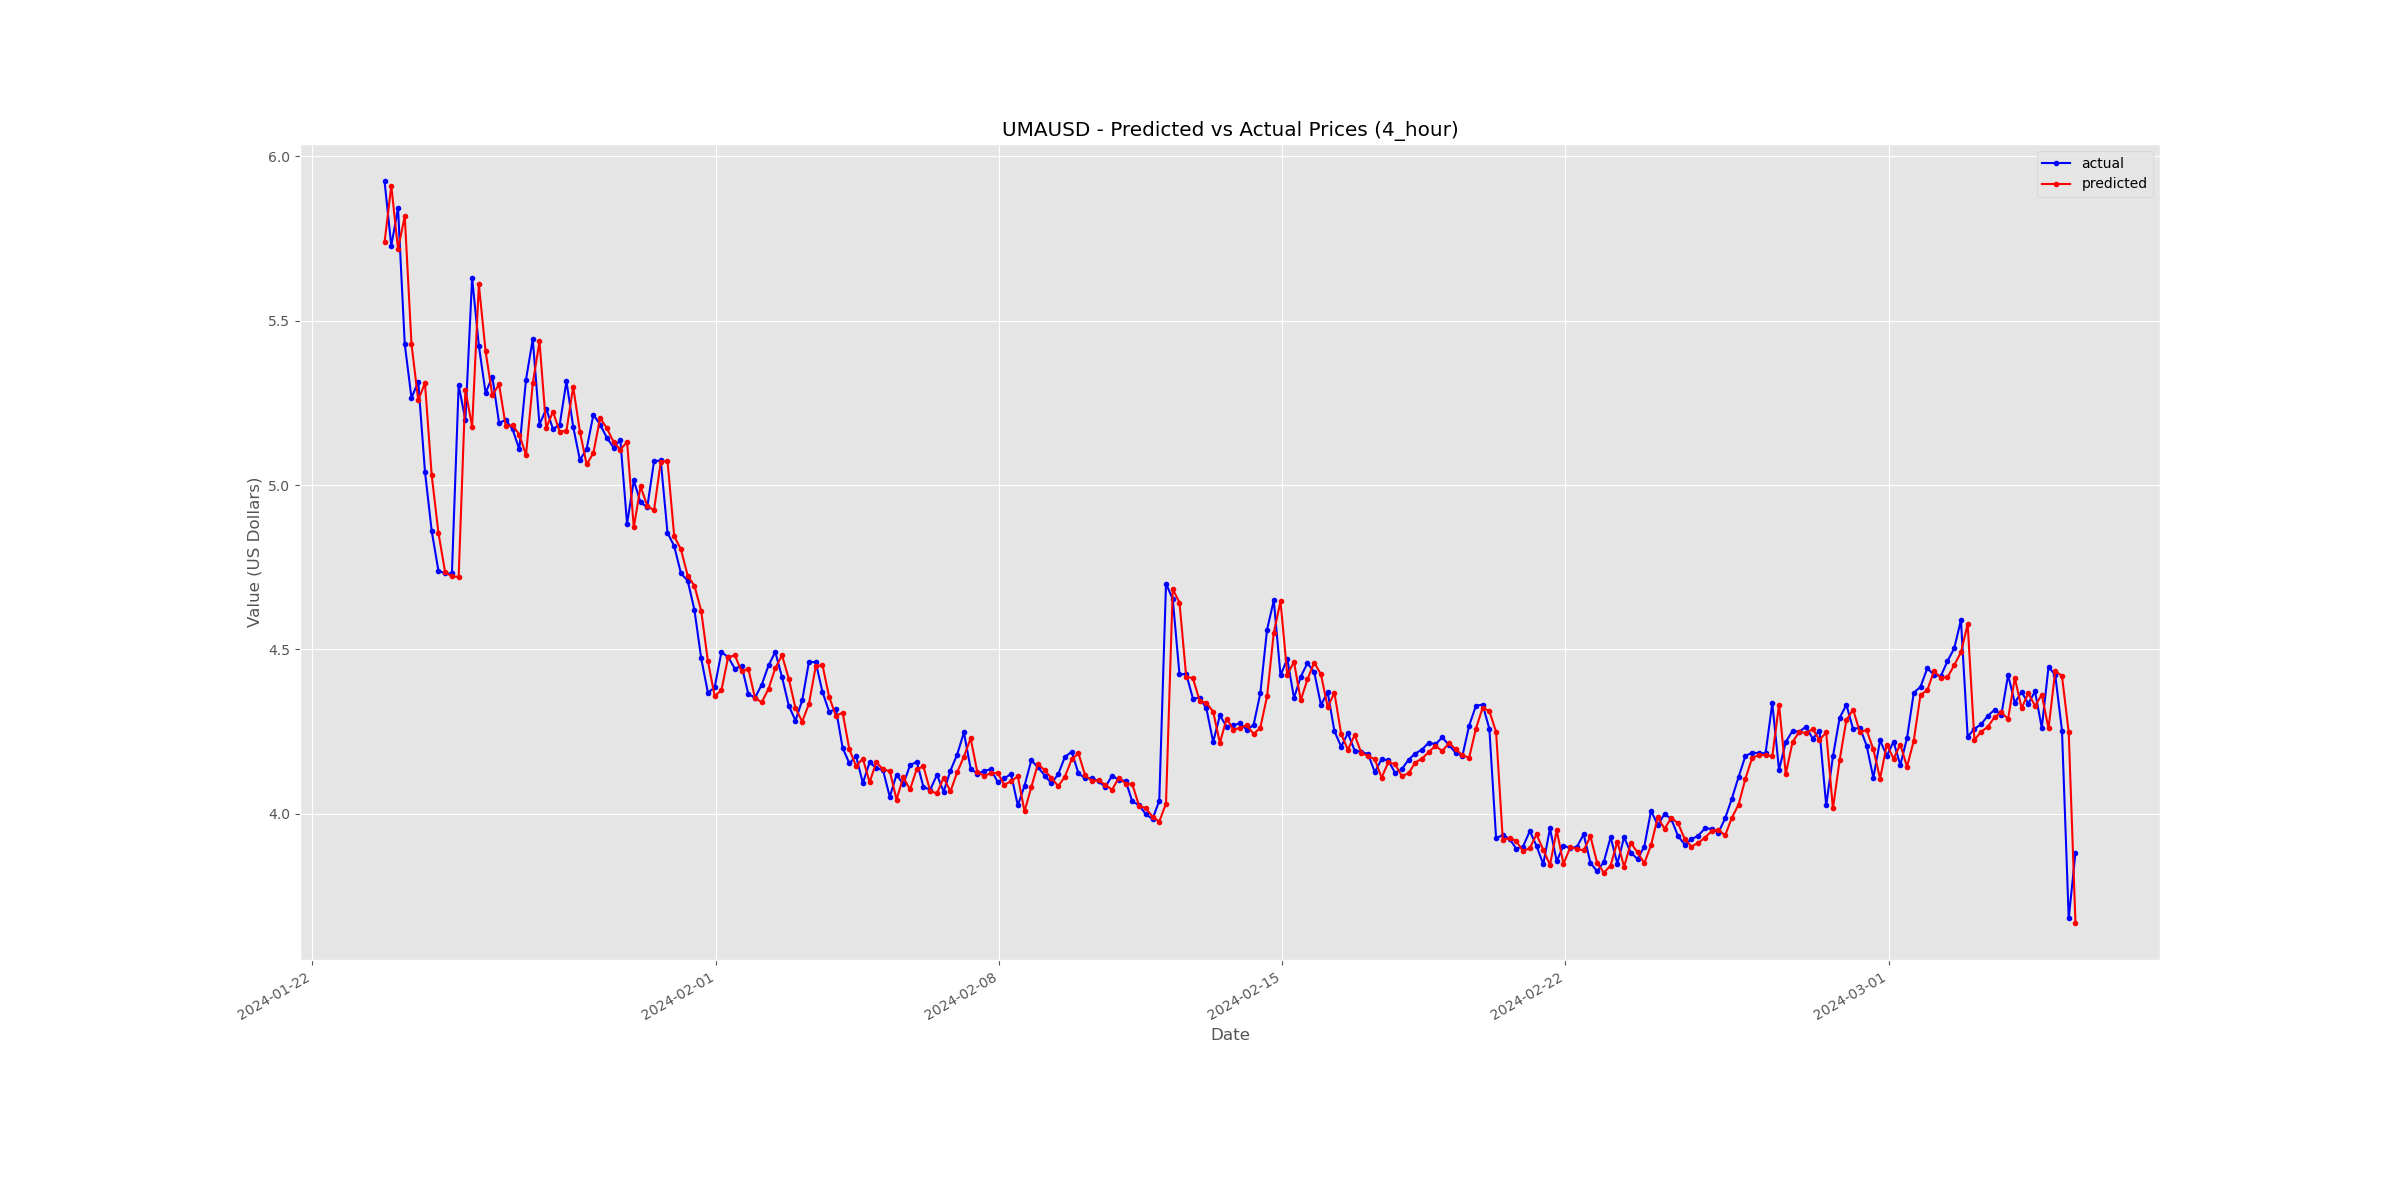 UMAUSD - Predicted vs Actual Prices (4_hour)
actual
predicted
6.0
5.5
5.0
4.5
4.0
Value (US Dollars)
2024-01-22
2024-02-01
2024-02-08
2024-02-15
2024-02-22
2024-03-01
Date